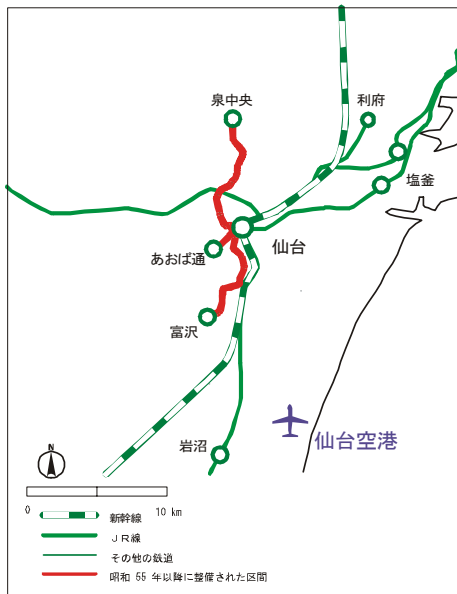 泉中央
利府
塩釜
仙台
あおば通
富沢
岩沼
仙台空港
N
0 10 km
新幹線
JR線
その他の鉄道
昭和 55 年以降に整備された区間